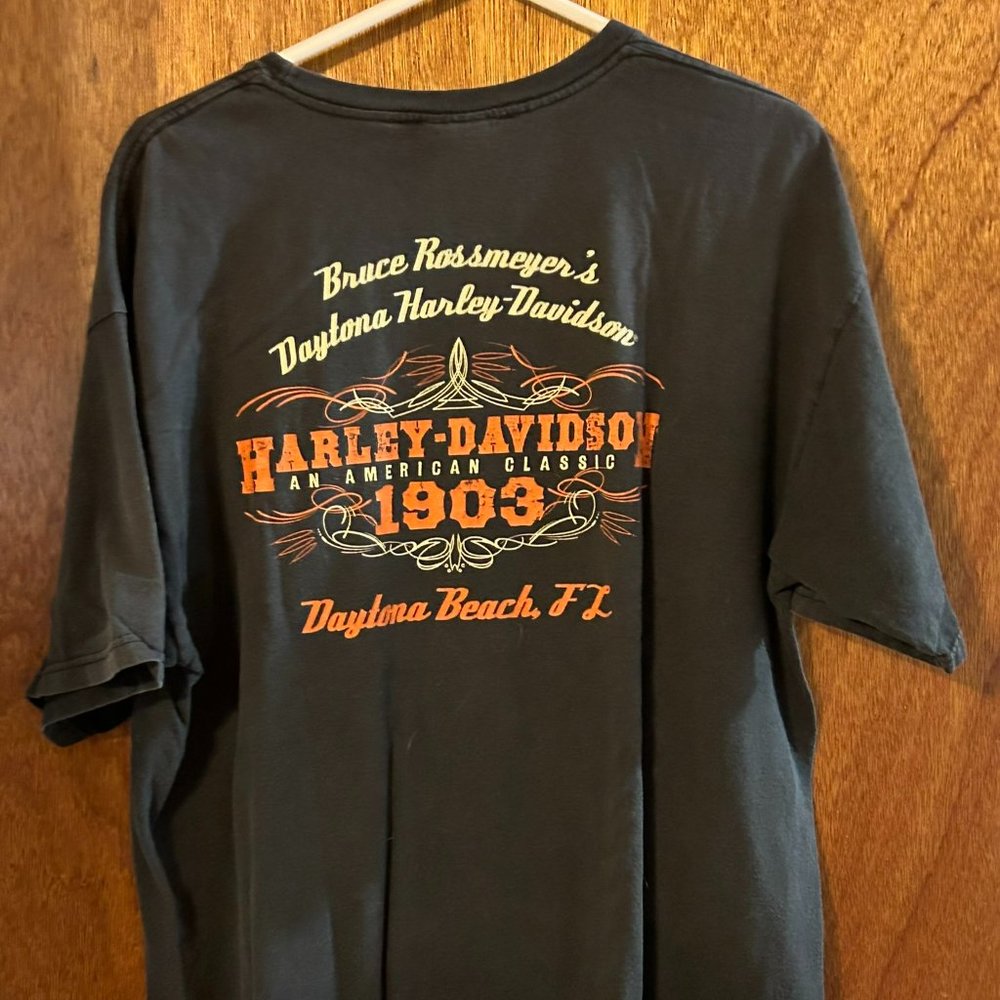 Bruce Rossmeyer's
Daytona Harley-Davidson
HARLEY-DAVIDSON
AN AMERICAN CLASSIC
1903
Daytona Beach, FL